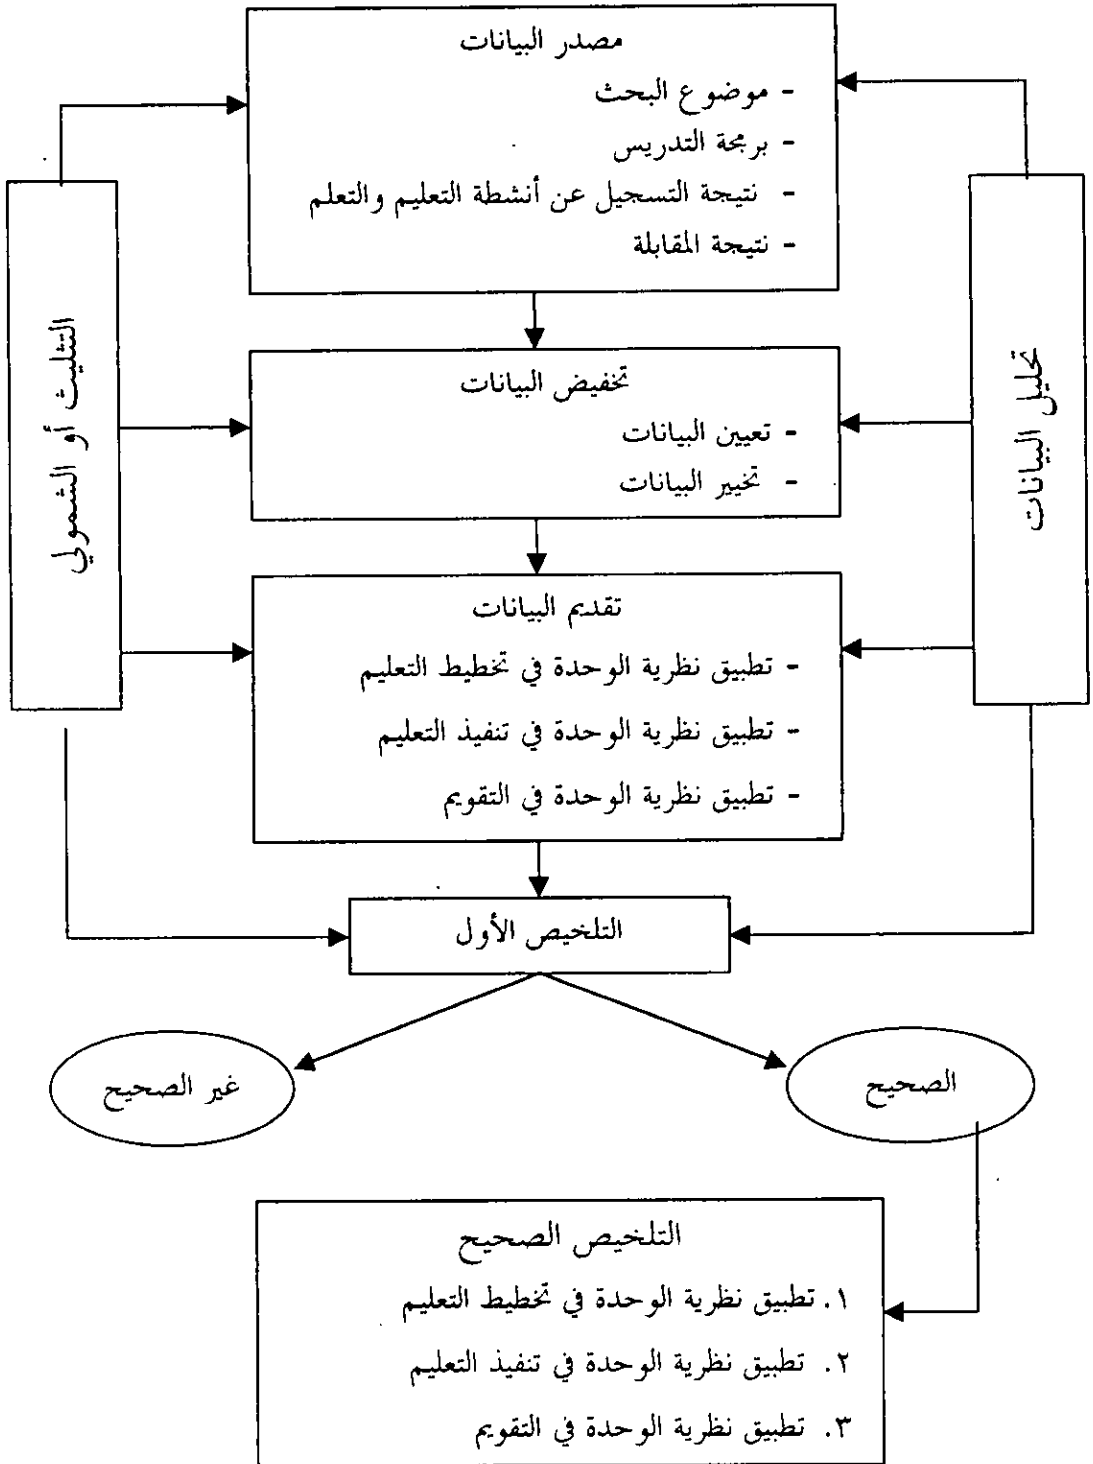 مصدر البيانات
- موضوع البحث
- برمجة التدريس
- نتيجة التسجيل عن أنشطة التعليم والتعلم
- نتيجة المقابلة
تحليل البيانات
التثليث أو الشمولي
تخفيض البيانات
- تعيين البيانات
- تخيير البيانات
تقديم البيانات
- تطبيق نظرية الوحدة في تخطيط التعليم
- تطبيق نظرية الوحدة في تنفيذ التعليم
- تطبيق نظرية الوحدة في التقويم
التلخيص الأول
الصحيح
غير الصحيح
التلخيص الصحيح
١. تطبيق نظرية الوحدة في تخطيط التعليم
٢. تطبيق نظرية الوحدة في تنفيذ التعليم
٣. تطبيق نظرية الوحدة في التقويم